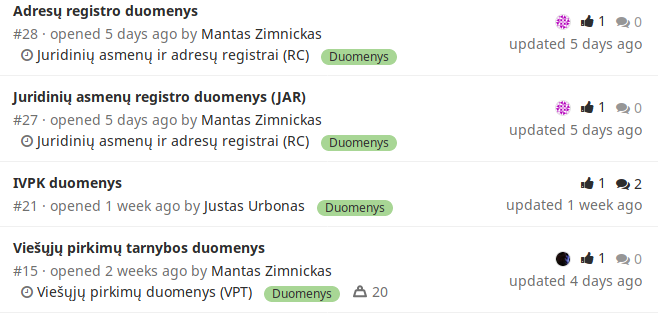 Adresų registro duomenys
1 0
#28 · opened 5 days ago by Mantas Zimnickas
updated 5 days ago
Juridinių asmenų ir adresų registrai (RC) Duomenys
Juridinių asmenų registro duomenys (JAR)
1 0
#27 · opened 5 days ago by Mantas Zimnickas
updated 5 days ago
Juridinių asmenų ir adresų registrai (RC) Duomenys
IVPK duomenys
1 2
#21 · opened 1 week ago by Justas Urbonas Duomenys
updated 1 week ago
Viešųjų pirkimų tarnybos duomenys
1 0
#15 · opened 2 weeks ago by Mantas Zimnickas
updated 4 days ago
Viešųjų pirkimų duomenys (VPT) Duomenys 20